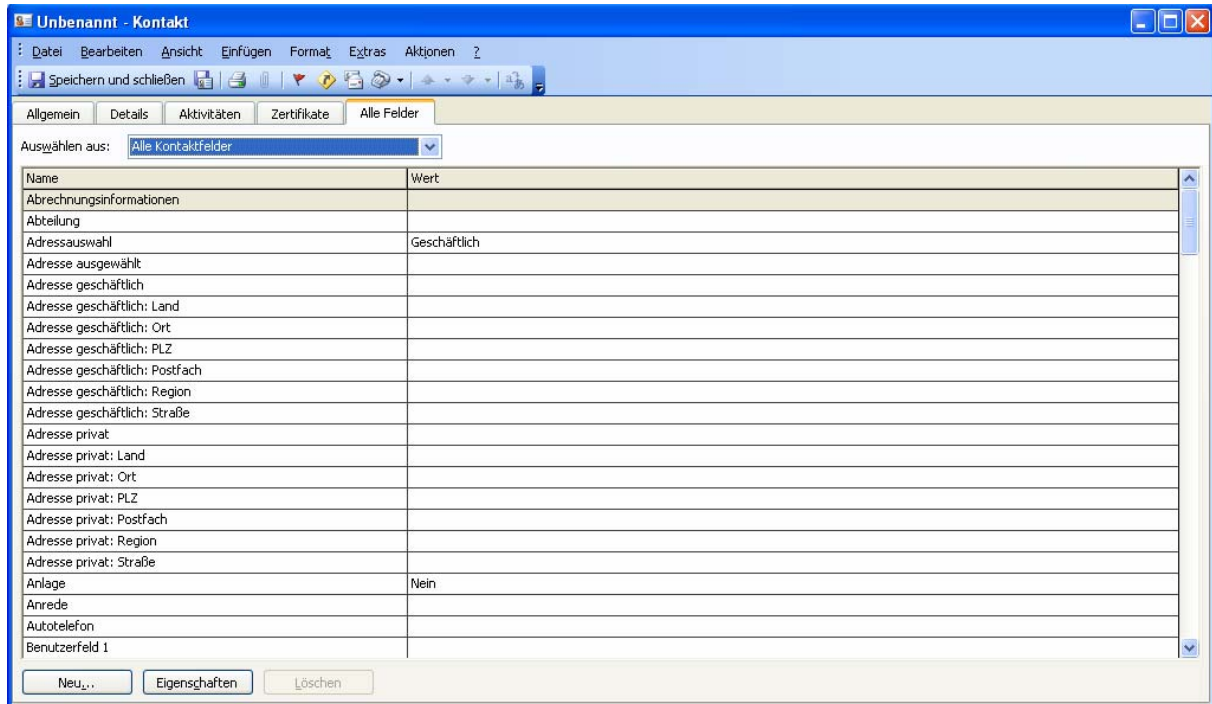 Unbenannt - Kontakt
Datei Bearbeiten Ansicht Einfügen Format Extras Aktionen ?
Speichern und schließen
Allgemein Details Aktivitäten Zertifikate Alle Felder
Auswählen aus: Alle Kontaktfelder
Name Wert
Abrechnungsinformationen
Abteilung
Adressauswahl Geschäftlich
Adresse ausgewählt
Adresse geschäftlich
Adresse geschäftlich: Land
Adresse geschäftlich: Ort
Adresse geschäftlich: PLZ
Adresse geschäftlich: Postfach
Adresse geschäftlich: Region
Adresse geschäftlich: Straße
Adresse privat
Adresse privat: Land
Adresse privat: Ort
Adresse privat: PLZ
Adresse privat: Postfach
Adresse privat: Region
Adresse privat: Straße
Anlage Nein
Anrede
Autotelefon
Benutzerfeld 1
Neu... Eigenschaften Löschen